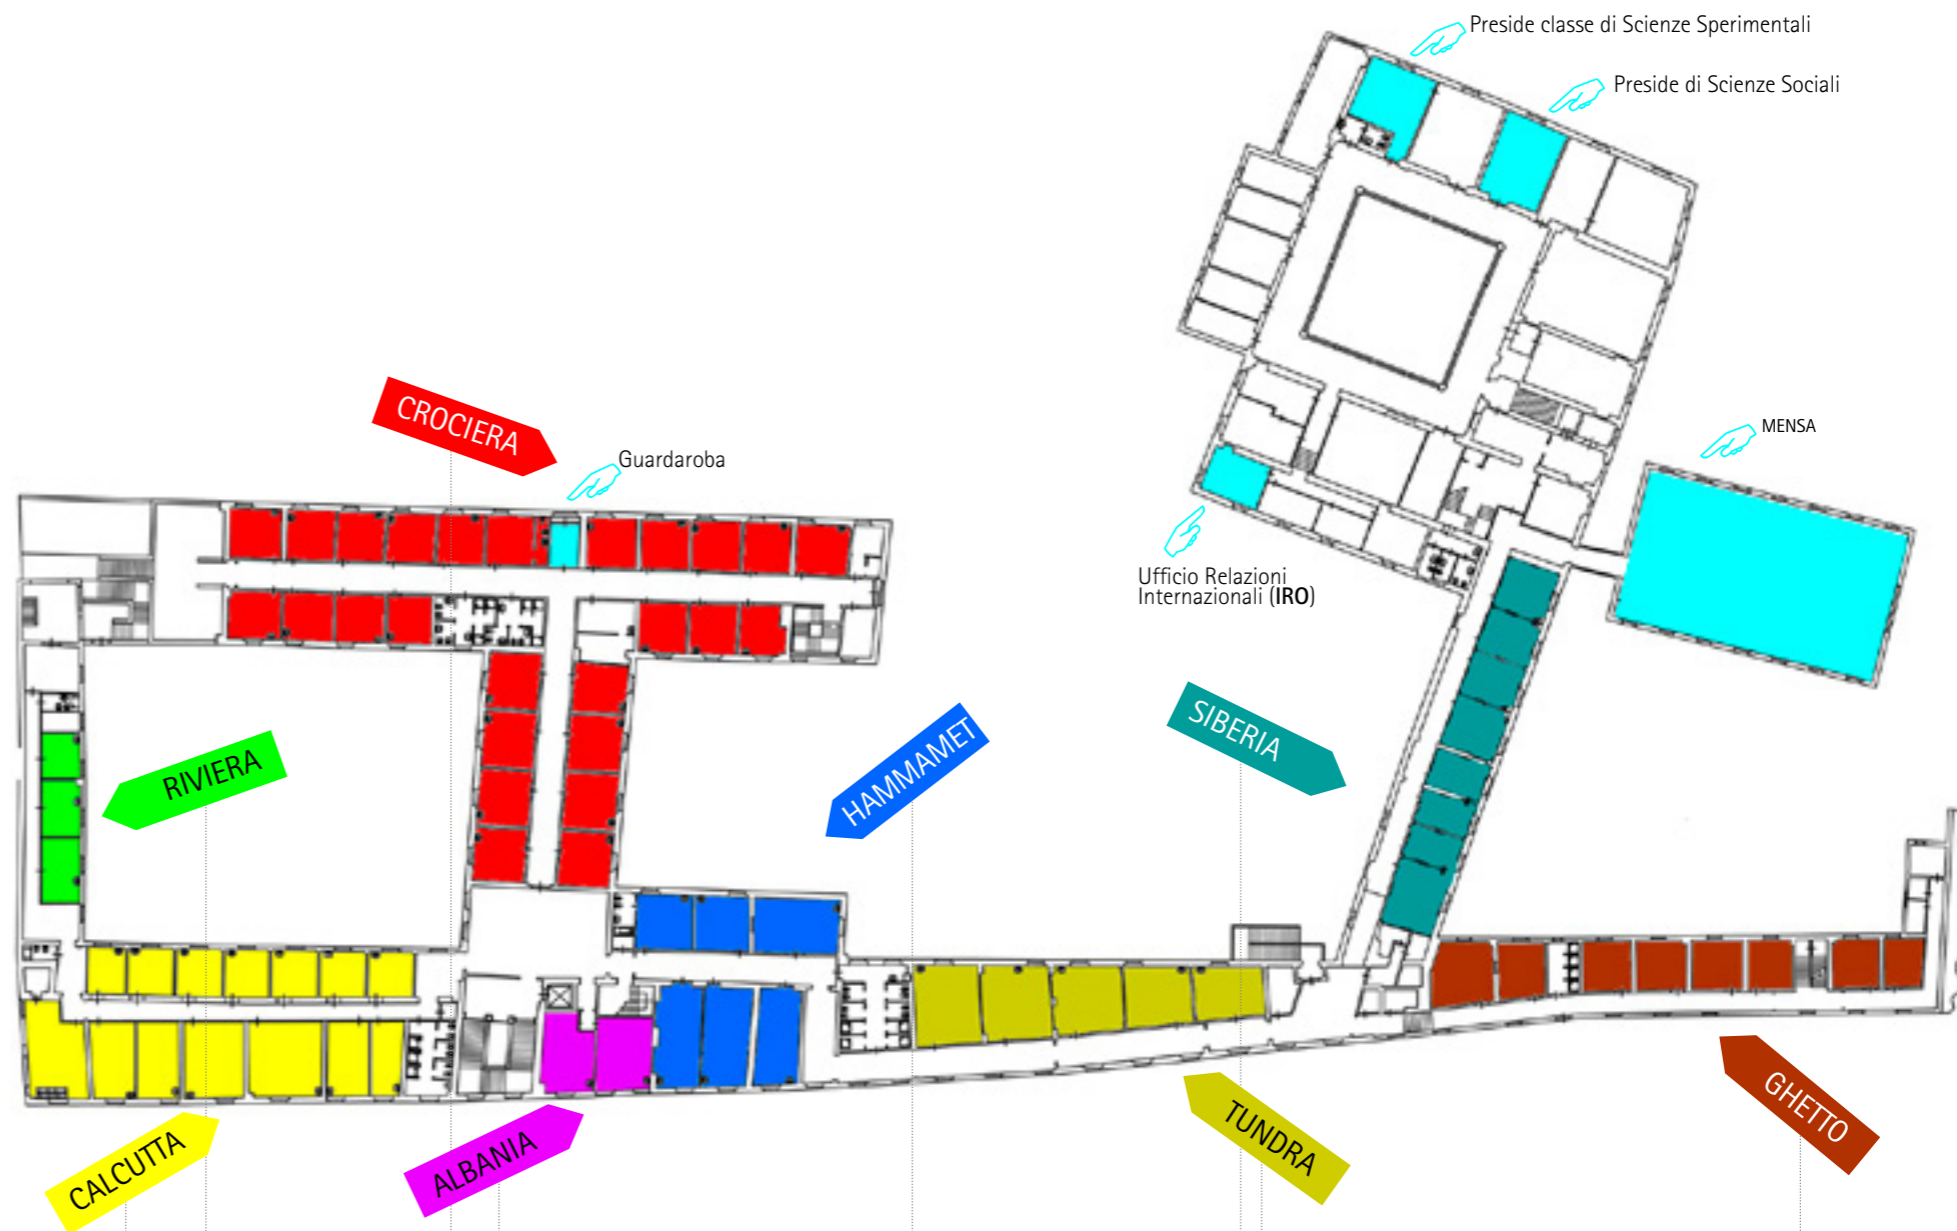 Preside classe di Scienze Sperimentali
Preside di Scienze Sociali
CROCIERA
MENSA
Guardaroba
Ufficio Relazioni
Internazionali (IRO)
SIBERIA
HAMMAMET
RIVIERA
GHETTO
TUNDRA
CALCUTTA
ALBANIA